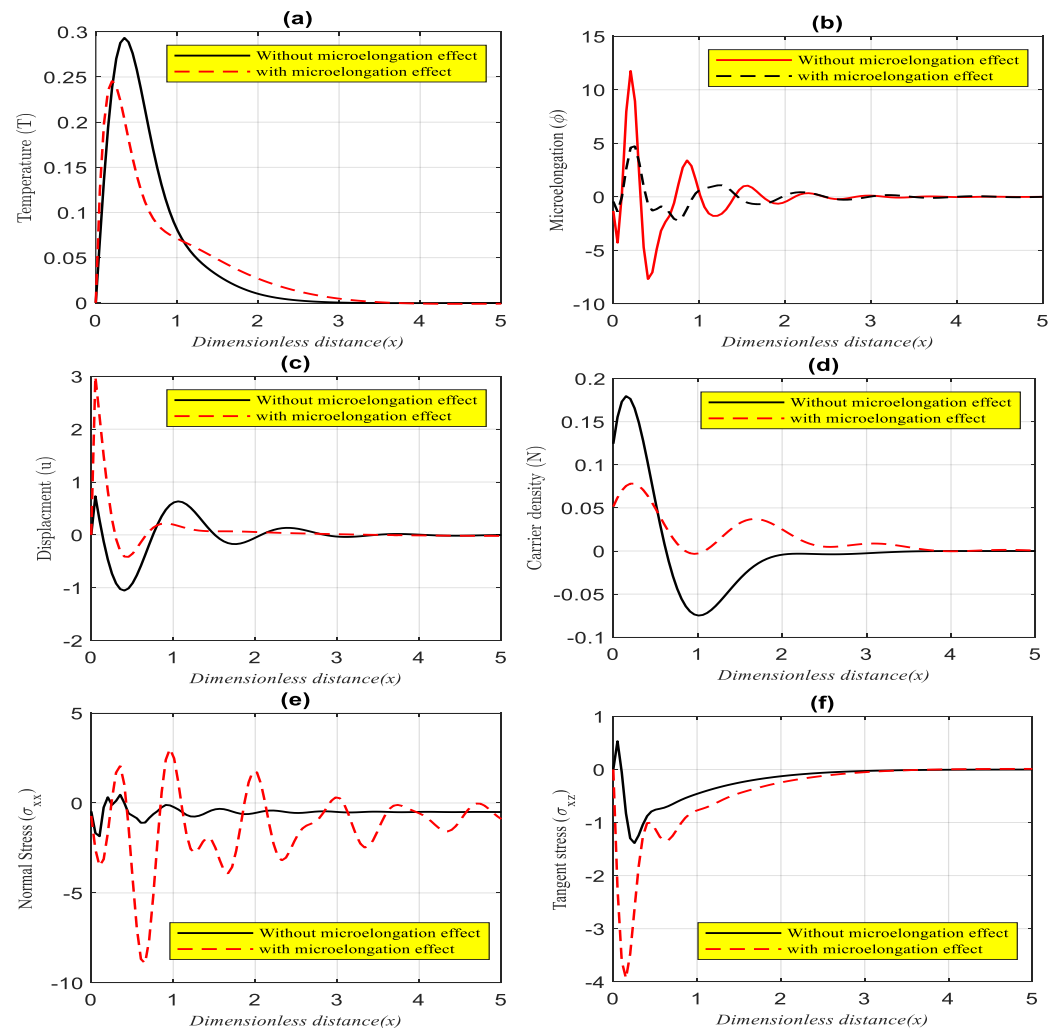 (a)
0.3
0.25
0.2
0.15
0.1
0.05
0
Temperature (T)
Without microelongation effect
with microelongation effect
0 1 2 3 4 5
Dimensionless distance(x)
(b)
15
10
5
0
-5
-10
Microelongation (ϕ)
Without microelongation effect
with microelongation effect
0 1 2 3 4 5
Dimensionless distance(x)
(c)
3
2
1
0
-1
-2
Displacment (u)
Without microelongation effect
with microelongation effect
0 1 2 3 4 5
Dimensionless distance(x)
(d)
0.2
0.15
0.1
0.05
0
-0.05
-0.1
Carrier density (N)
Without microelongation effect
with microelongation effect
0 1 2 3 4 5
Dimensionless distance(x)
(e)
5
0
-5
-10
Normal Stress (σxx)
Without microelongation effect
with microelongation effect
0 1 2 3 4 5
Dimensionless distance(x)
(f)
1
0
-1
-2
-3
-4
Tangent stress (σxz)
Without microelongation effect
with microelongation effect
0 1 2 3 4 5
Dimensionless distance(x)